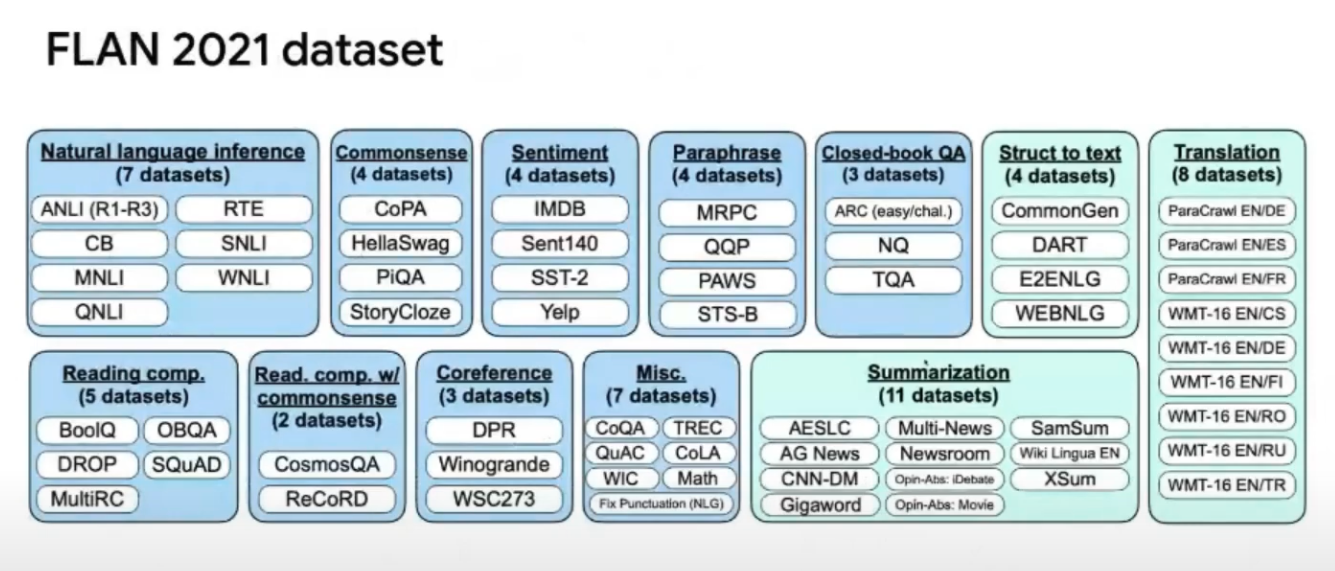 FLAN 2021 dataset
Natural language inference
(7 datasets)
ANLI (R1-R3)
RTE
CB
SNLI
MNLI
WNLI
QNLI
Commonsense
(4 datasets)
CoPA
HellaSwag
PiQA
StoryCloze
Sentiment
(4 datasets)
IMDB
Sent140
SST-2
Yelp
Paraphrase
(4 datasets)
MRPC
QQP
PAWS
STS-B
Closed-book QA
(3 datasets)
ARC (easy/chal.)
NQ
TQA
Struct to text
(4 datasets)
CommonGen
DART
E2ENLG
WEBNLG
Translation
(8 datasets)
ParaCrawl EN/DE
ParaCrawl EN/ES
ParaCrawl EN/FR
WMT-16 EN/CS
WMT-16 EN/DE
WMT-16 EN/FI
WMT-16 EN/RO
WMT-16 EN/RU
WMT-16 EN/TR
Reading comp.
(5 datasets)
BoolQ
OBQA
DROP
SQuAD
MultiRC
Read. comp. w/
commonsense
(2 datasets)
CosmosQA
ReCoRD
Coreference
(3 datasets)
DPR
Winogrande
WSC273
Misc.
(7 datasets)
CoQA
TREC
QuAC
CoLA
WIC
Math
Fix Punctuation (NLG)
Summarization
(11 datasets)
AESLC
Multi-News
SamSum
AG News
Newsroom
Wiki Lingua EN
CNN-DM
Opin-Abs: iDebate
XSum
Gigaword
Opin-Abs: Movie